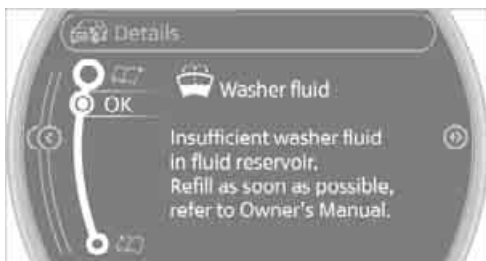 Details
Washer fluid
OK
Insufficient washer fluid
in fluid reservoir.
Refill as soon as possible,
refer to Owner's Manual.